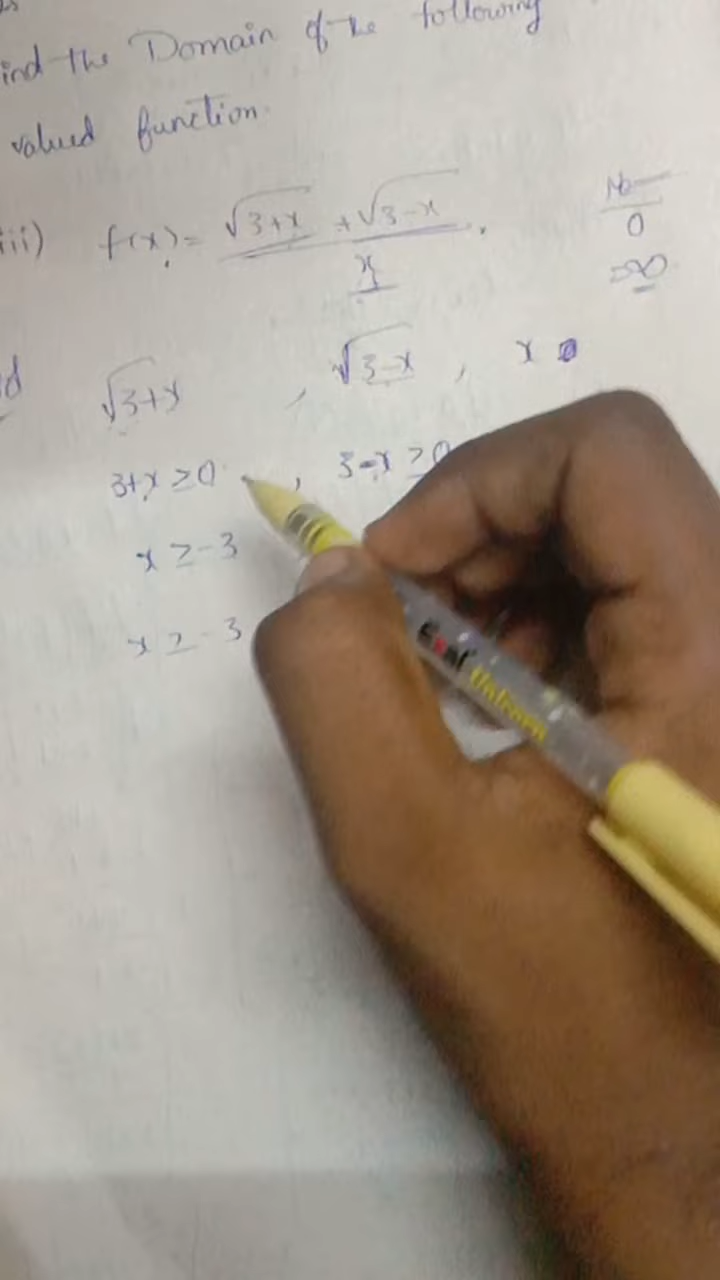 ind the Domain of the following
valued function.
iii) f(x) = √3+x + √3-x / x . No / 0 = ∞
√3+x , √3-x , x
3+x ≥ 0 , 3-x ≥ 0
x ≥ -3
x ≥ -3
Unicorn